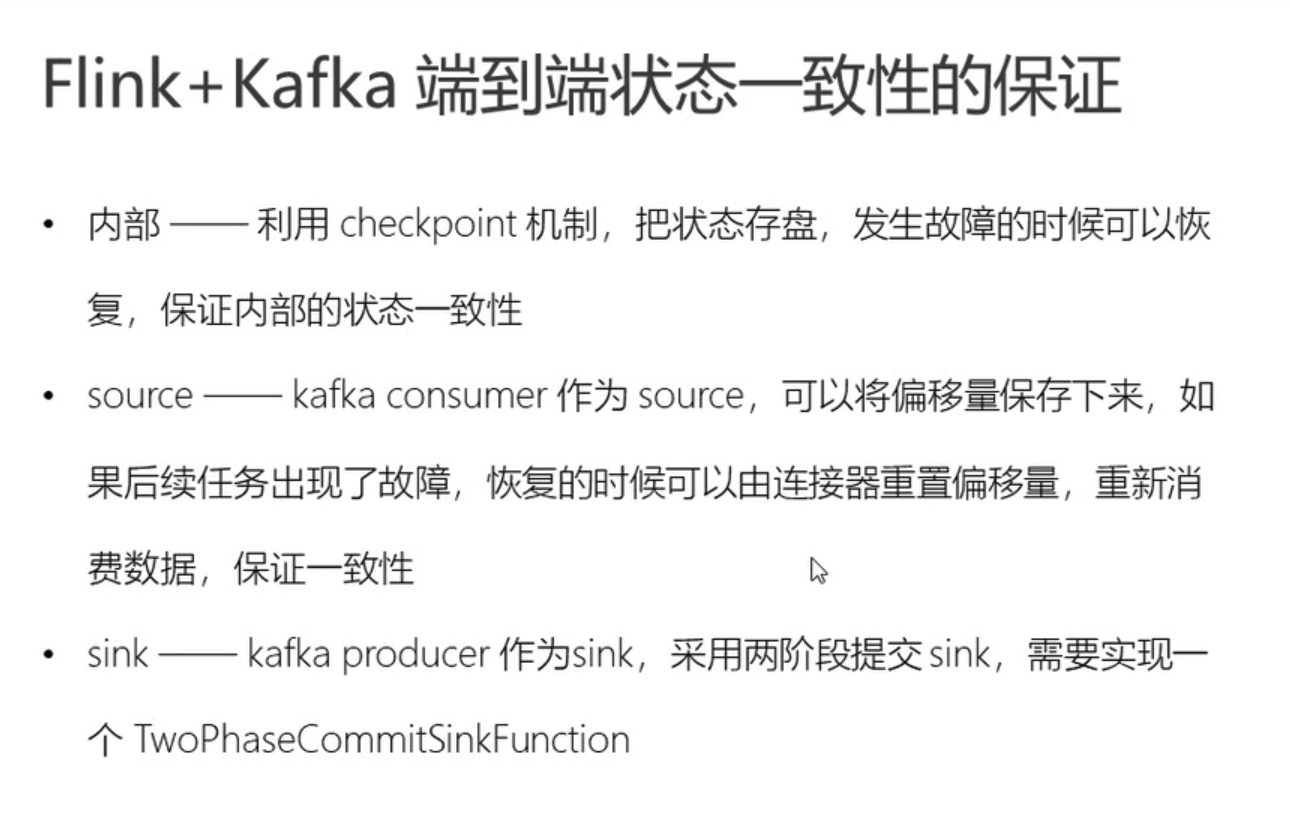 Flink+Kafka 端到端状态一致性的保证
• 内部 —— 利用 checkpoint 机制，把状态存盘，发生故障的时候可以恢
复，保证内部的状态一致性
• source —— kafka consumer 作为 source，可以将偏移量保存下来，如
果后续任务出现了故障，恢复的时候可以由连接器重置偏移量，重新消
费数据，保证一致性
• sink —— kafka producer 作为sink，采用两阶段提交 sink，需要实现一
个 TwoPhaseCommitSinkFunction